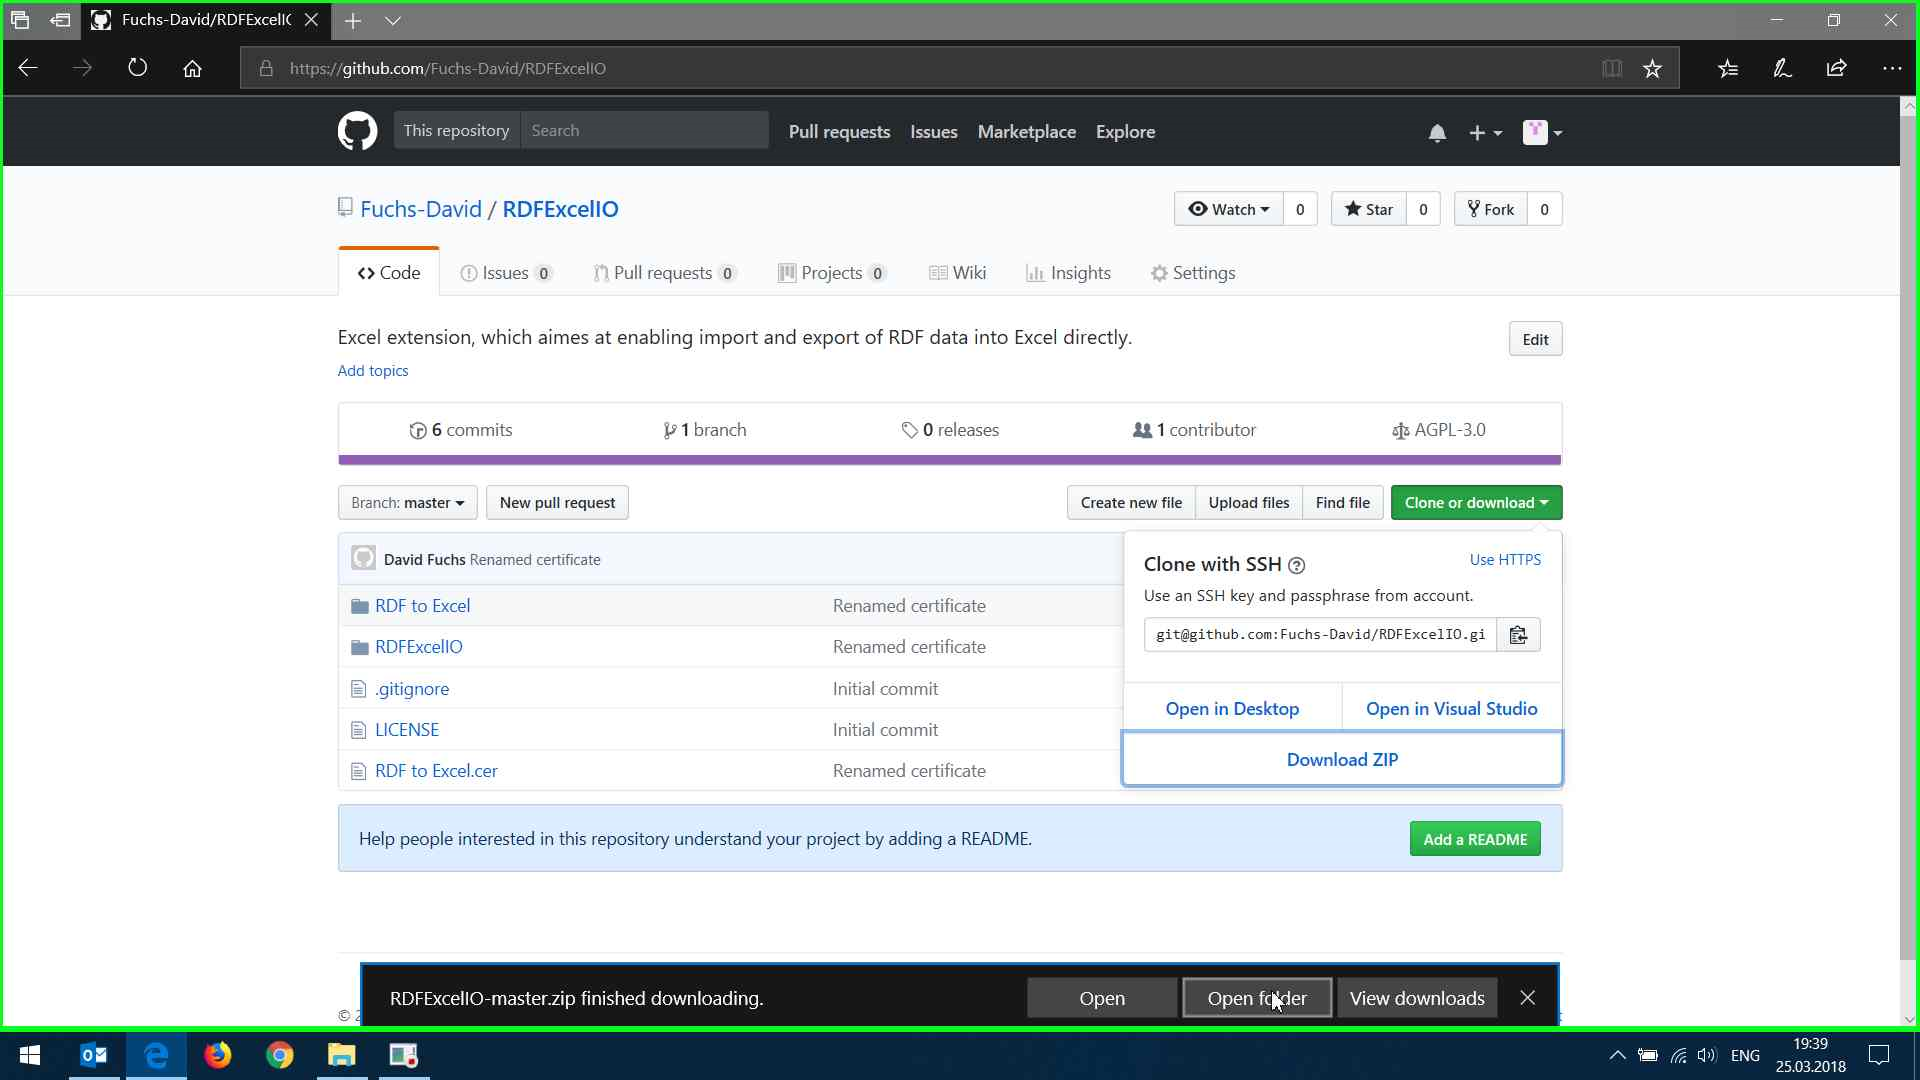 Fuchs-David/RDFExcelIO
https://github.com/Fuchs-David/RDFExcelIO
This repository Search Pull requests Issues Marketplace Explore
Fuchs-David / RDFExcelIO
Watch 0 Star 0 Fork 0
Code Issues 0 Pull requests 0 Projects 0 Wiki Insights Settings
Excel extension, which aimes at enabling import and export of RDF data into Excel directly.
Edit
Add topics
6 commits 1 branch 0 releases 1 contributor AGPL-3.0
Branch: master New pull request Create new file Upload files Find file Clone or download
David Fuchs Renamed certificate
RDF to Excel Renamed certificate
RDFExcelIO Renamed certificate
.gitignore Initial commit
LICENSE Initial commit
RDF to Excel.cer Renamed certificate
Clone with SSH Use HTTPS
Use an SSH key and passphrase from account.
git@github.com:Fuchs-David/RDFExcelIO.gi
Open in Desktop Open in Visual Studio
Download ZIP
Help people interested in this repository understand your project by adding a README.
Add a README
RDFExcelIO-master.zip finished downloading. Open Open folder View downloads
ENG
19:39
25.03.2018